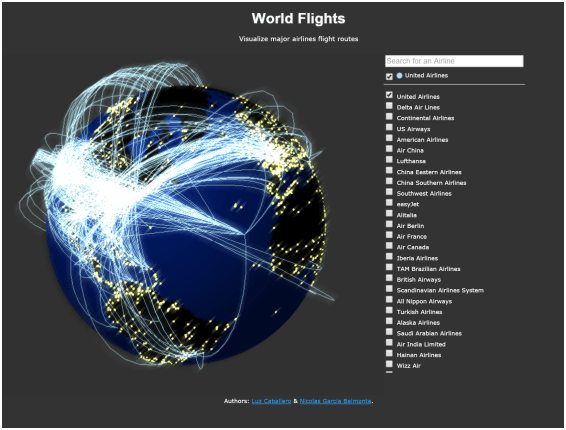 World Flights
Visualize major airlines flight routes
Search for an Airline
United Airlines
United Airlines
Delta Air Lines
Continental Airlines
US Airways
American Airlines
Air China
Lufthansa
China Eastern Airlines
China Southern Airlines
Southwest Airlines
easyJet
Alitalia
Air Berlin
Air France
Air Canada
Iberia Airlines
TAM Brazilian Airlines
British Airways
Scandinavian Airlines System
All Nippon Airways
Turkish Airlines
Alaska Airlines
Saudi Arabian Airlines
Air India Limited
Hainan Airlines
Wizz Air
Authors: Luz Caballero & Nicolas Garcia Belmonte.